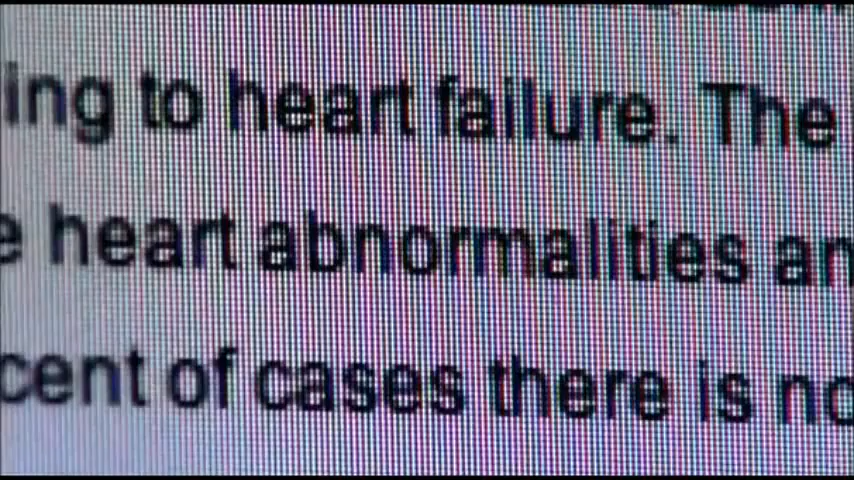 ing to heart failure. The
e heart abnormalities an
cent of cases there is no